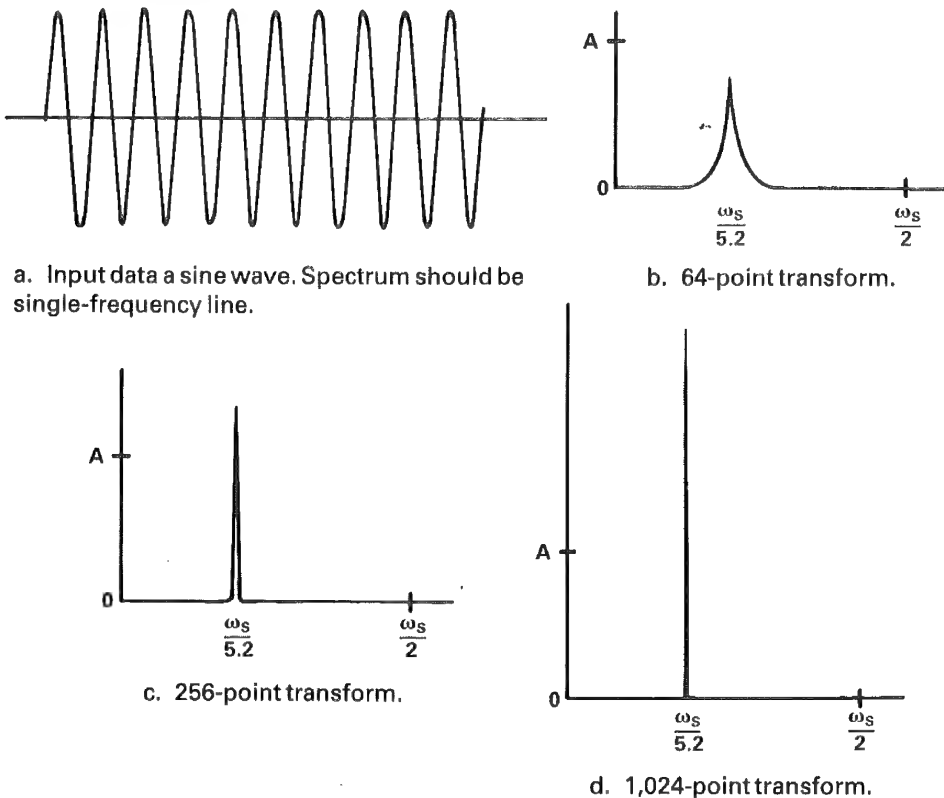 a. Input data a sine wave. Spectrum should be
single-frequency line.
A
0
ωS
5.2
ωS
2
b. 64-point transform.
A
0
ωS
5.2
ωS
2
c. 256-point transform.
A
0
ωS
5.2
ωS
2
d. 1,024-point transform.